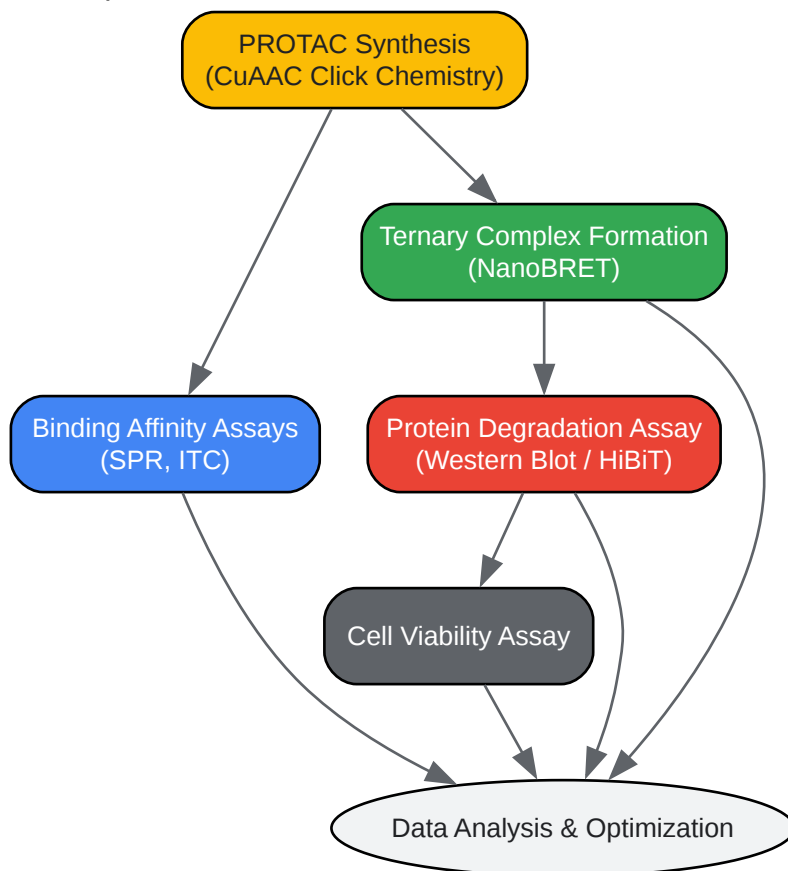 PROTAC Synthesis
(CuAAC Click Chemistry)
Ternary Complex Formation
(NanoBRET)
Binding Affinity Assays
(SPR, ITC)
Protein Degradation Assay
(Western Blot / HiBiT)
Cell Viability Assay
Data Analysis & Optimization